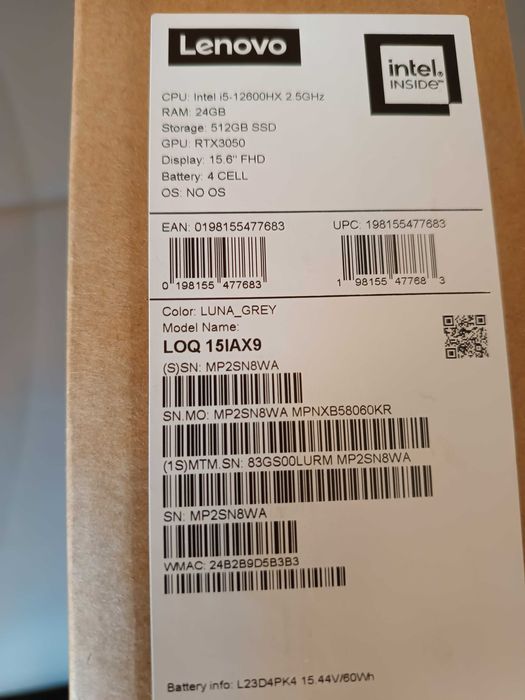 Lenovo
intel.
INSIDE™
CPU: Intel i5-12600HX 2.5GHz
RAM: 24GB
Storage: 512GB SSD
GPU: RTX3050
Display: 15.6" FHD
Battery: 4 CELL
OS: NO OS
EAN: 0198155477683
UPC: 198155477683
0 198155 477683
1 98155 47768 3
Color: LUNA_GREY
Model Name:
LOQ 15IAX9
(S)SN: MP2SN8WA
SN.MO: MP2SN8WA MPNXB58060KR
(1S)MTM.SN: 83GS00LURM MP2SN8WA
SN: MP2SN8WA
WMAC: 24B2B9D5B3B3
Battery info: L23D4PK4 15.44V/60Wh